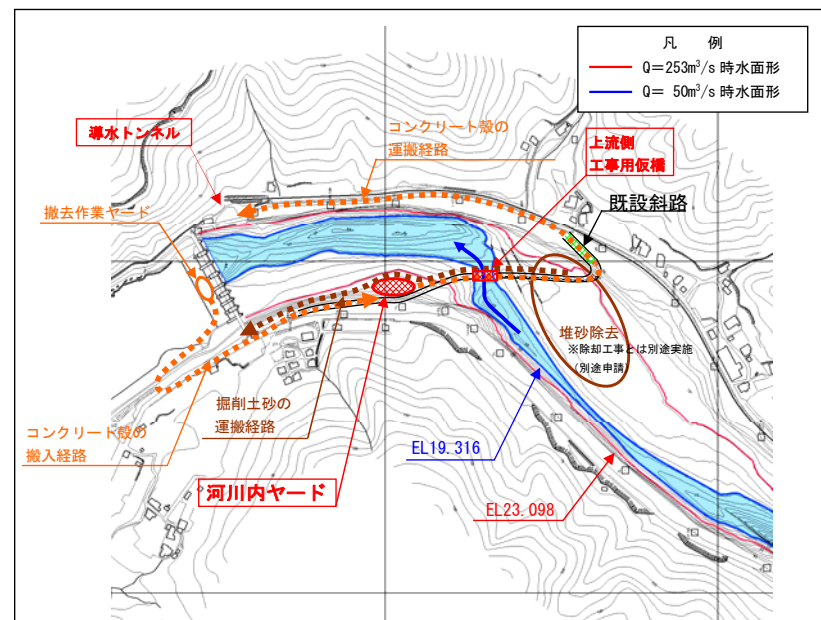 凡　例
Q＝253m³/s 時水面形
Q＝ 50m³/s 時水面形
導水トンネル
コンクリート殻の
運搬経路
上流側
工事用仮橋
撤去作業ヤード
既設斜路
堆砂除去
※除却工事とは別途実施
(別途申請)
掘削土砂の
運搬経路
コンクリート殻の
搬入経路
EL19.316
河川内ヤード
EL23.098